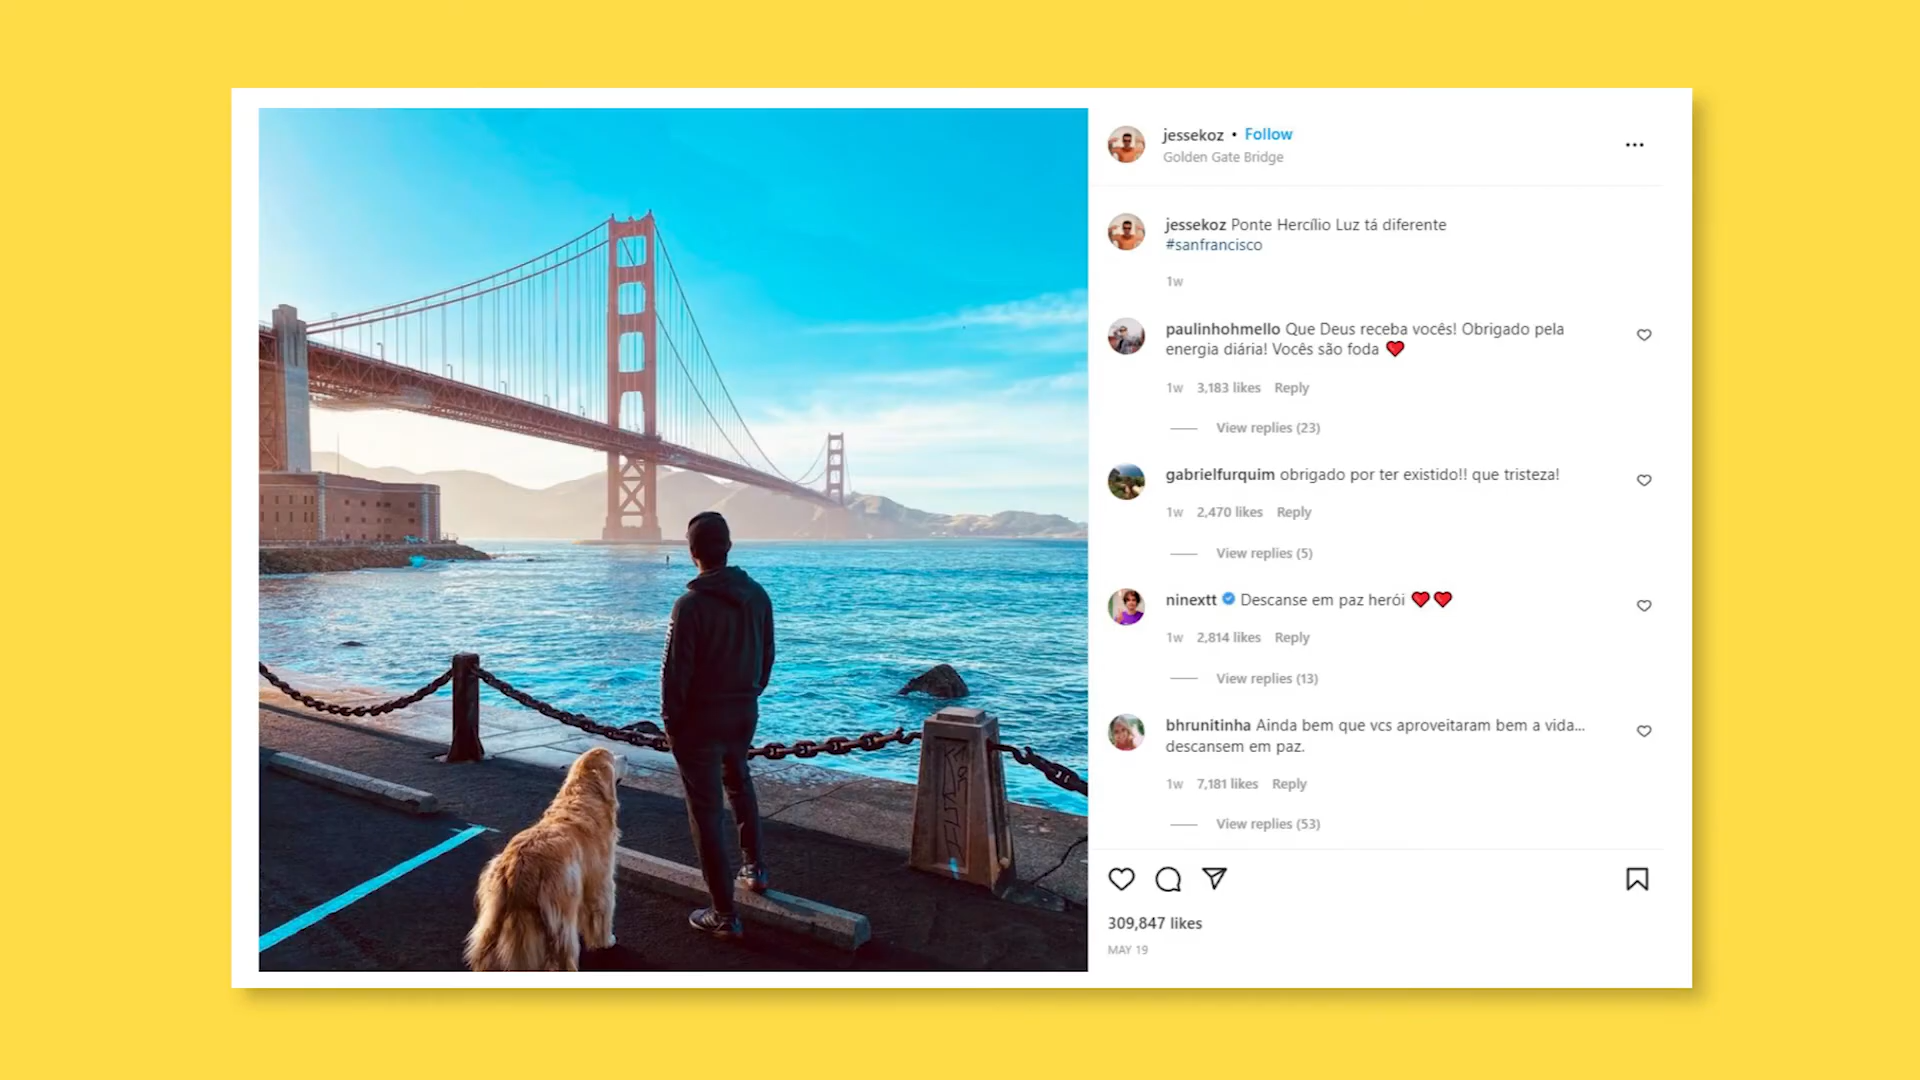 jessekoz • Follow
Golden Gate Bridge
jessekoz Ponte Hercílio Luz tá diferente
#sanfrancisco
1w
paulinhohmello Que Deus receba vocês! Obrigado pela
energia diária! Vocês são foda ❤️
1w 3,183 likes Reply
View replies (23)
gabrielfurquim obrigado por ter existido!! que tristeza!
1w 2,470 likes Reply
View replies (5)
ninextt Descanse em paz herói ❤️❤️
1w 2,814 likes Reply
View replies (13)
bhrunitinha Ainda bem que vcs aproveitaram bem a vida...
descansem em paz.
1w 7,181 likes Reply
View replies (53)
309,847 likes
MAY 19